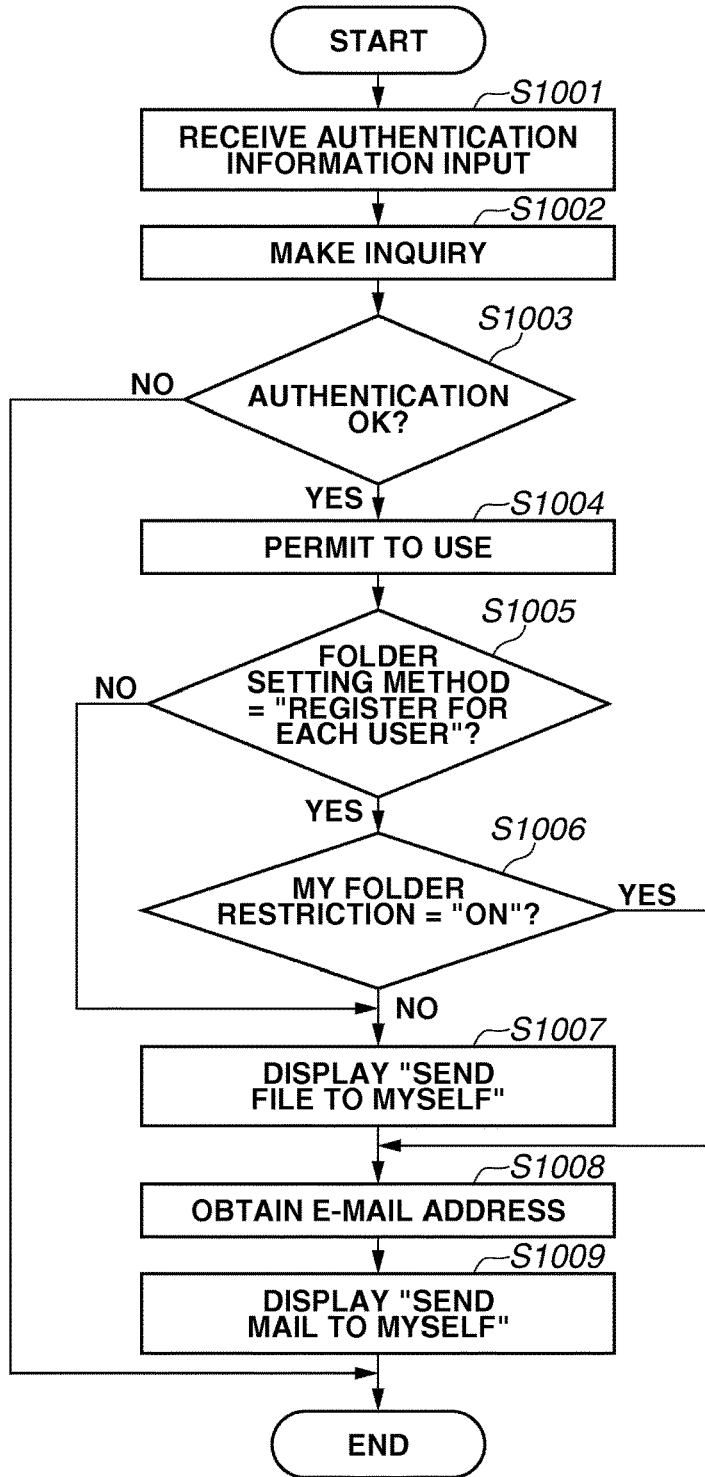 START
S1001
RECEIVE AUTHENTICATION
INFORMATION INPUT
S1002
MAKE INQUIRY
S1003
NO
AUTHENTICATION
OK?
YES
S1004
PERMIT TO USE
S1005
NO
FOLDER
SETTING METHOD
= "REGISTER FOR
EACH USER"?
YES
S1006
MY FOLDER
RESTRICTION = "ON"?
YES
NO
S1007
DISPLAY "SEND
FILE TO MYSELF"
S1008
OBTAIN E-MAIL ADDRESS
S1009
DISPLAY "SEND
MAIL TO MYSELF"
END